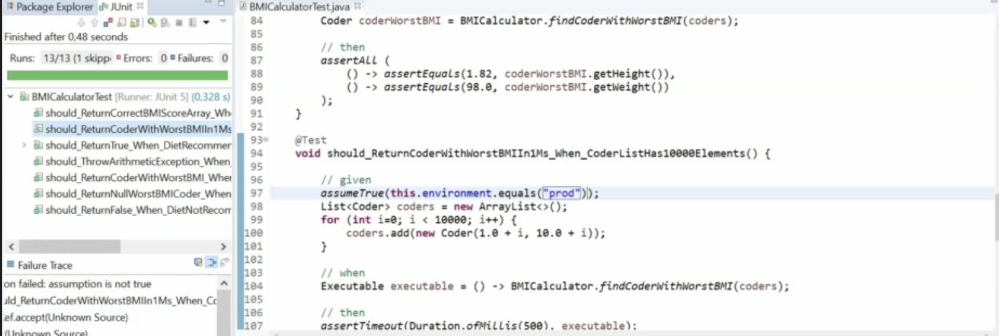 Package Explorer JUnit
Finished after 0,48 seconds
Runs: 13/13 (1 skipp Errors: 0 Failures: 0
BMICalculatorTest [Runner: JUnit 5] (0,328 s)
should_ReturnCorrectBMIScoreArray_Wh
should_ReturnCoderWithWorstBMIIn1Ms
should_ReturnTrue_When_DietRecommer
should_ThrowArithmeticException_When_
should_ReturnCoderWithWorstBMI_Wher
should_ReturnNullWorstBMICoder_When
should_ReturnFalse_When_DietNotRecom
Failure Trace
on failed: assumption is not true
uld_ReturnCoderWithWorstBMIIn1Ms_When_Cc
ef.accept(Unknown Source)
(Unknown Source)
BMICalculatorTest.java
84 Coder coderWorstBMI = BMICalculator.findCoderWithWorstBMI(coders);
85
86 // then
87 assertAll (
88 () -> assertEquals(1.82, coderWorstBMI.getHeight()),
89 () -> assertEquals(98.0, coderWorstBMI.getWeight())
90 );
91 }
92
93 @Test
94 void should_ReturnCoderWithWorstBMIIn1Ms_When_CoderListHas10000Elements() {
95
96 // given
97 assumeTrue(this.environment.equals("prod"));
98 List<Coder> coders = new ArrayList<>();
99 for (int i=0; i < 10000; i++) {
100 coders.add(new Coder(1.0 + i, 10.0 + i));
101 }
102
103 // when
104 Executable executable = () -> BMICalculator.findCoderWithWorstBMI(coders);
105
106 // then
107 assertTimeout(Duration.ofMillis(500), executable);